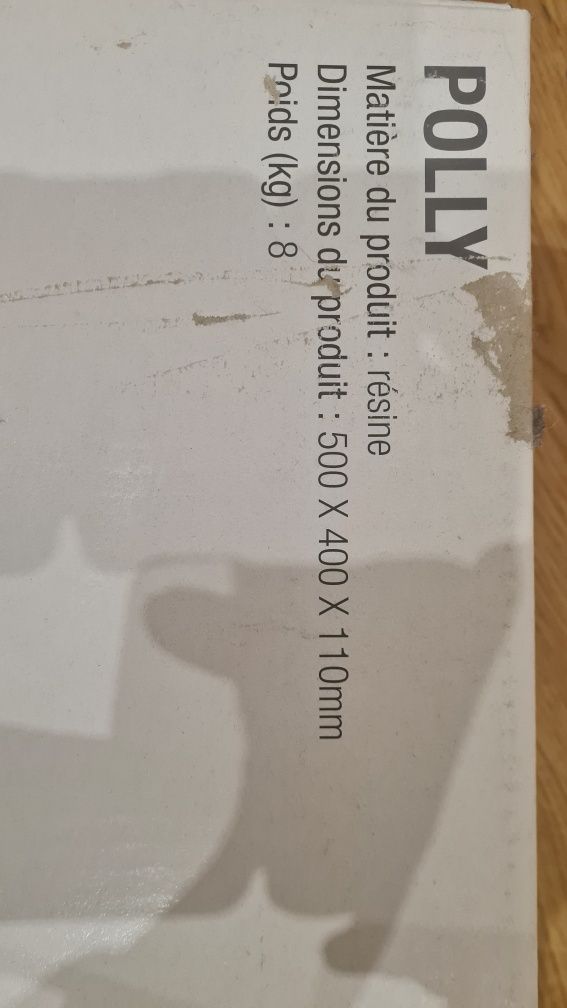 POLLY
Matière du produit : résine
Dimensions du produit : 500 X 400 X 110mm
Poids (kg) : 8